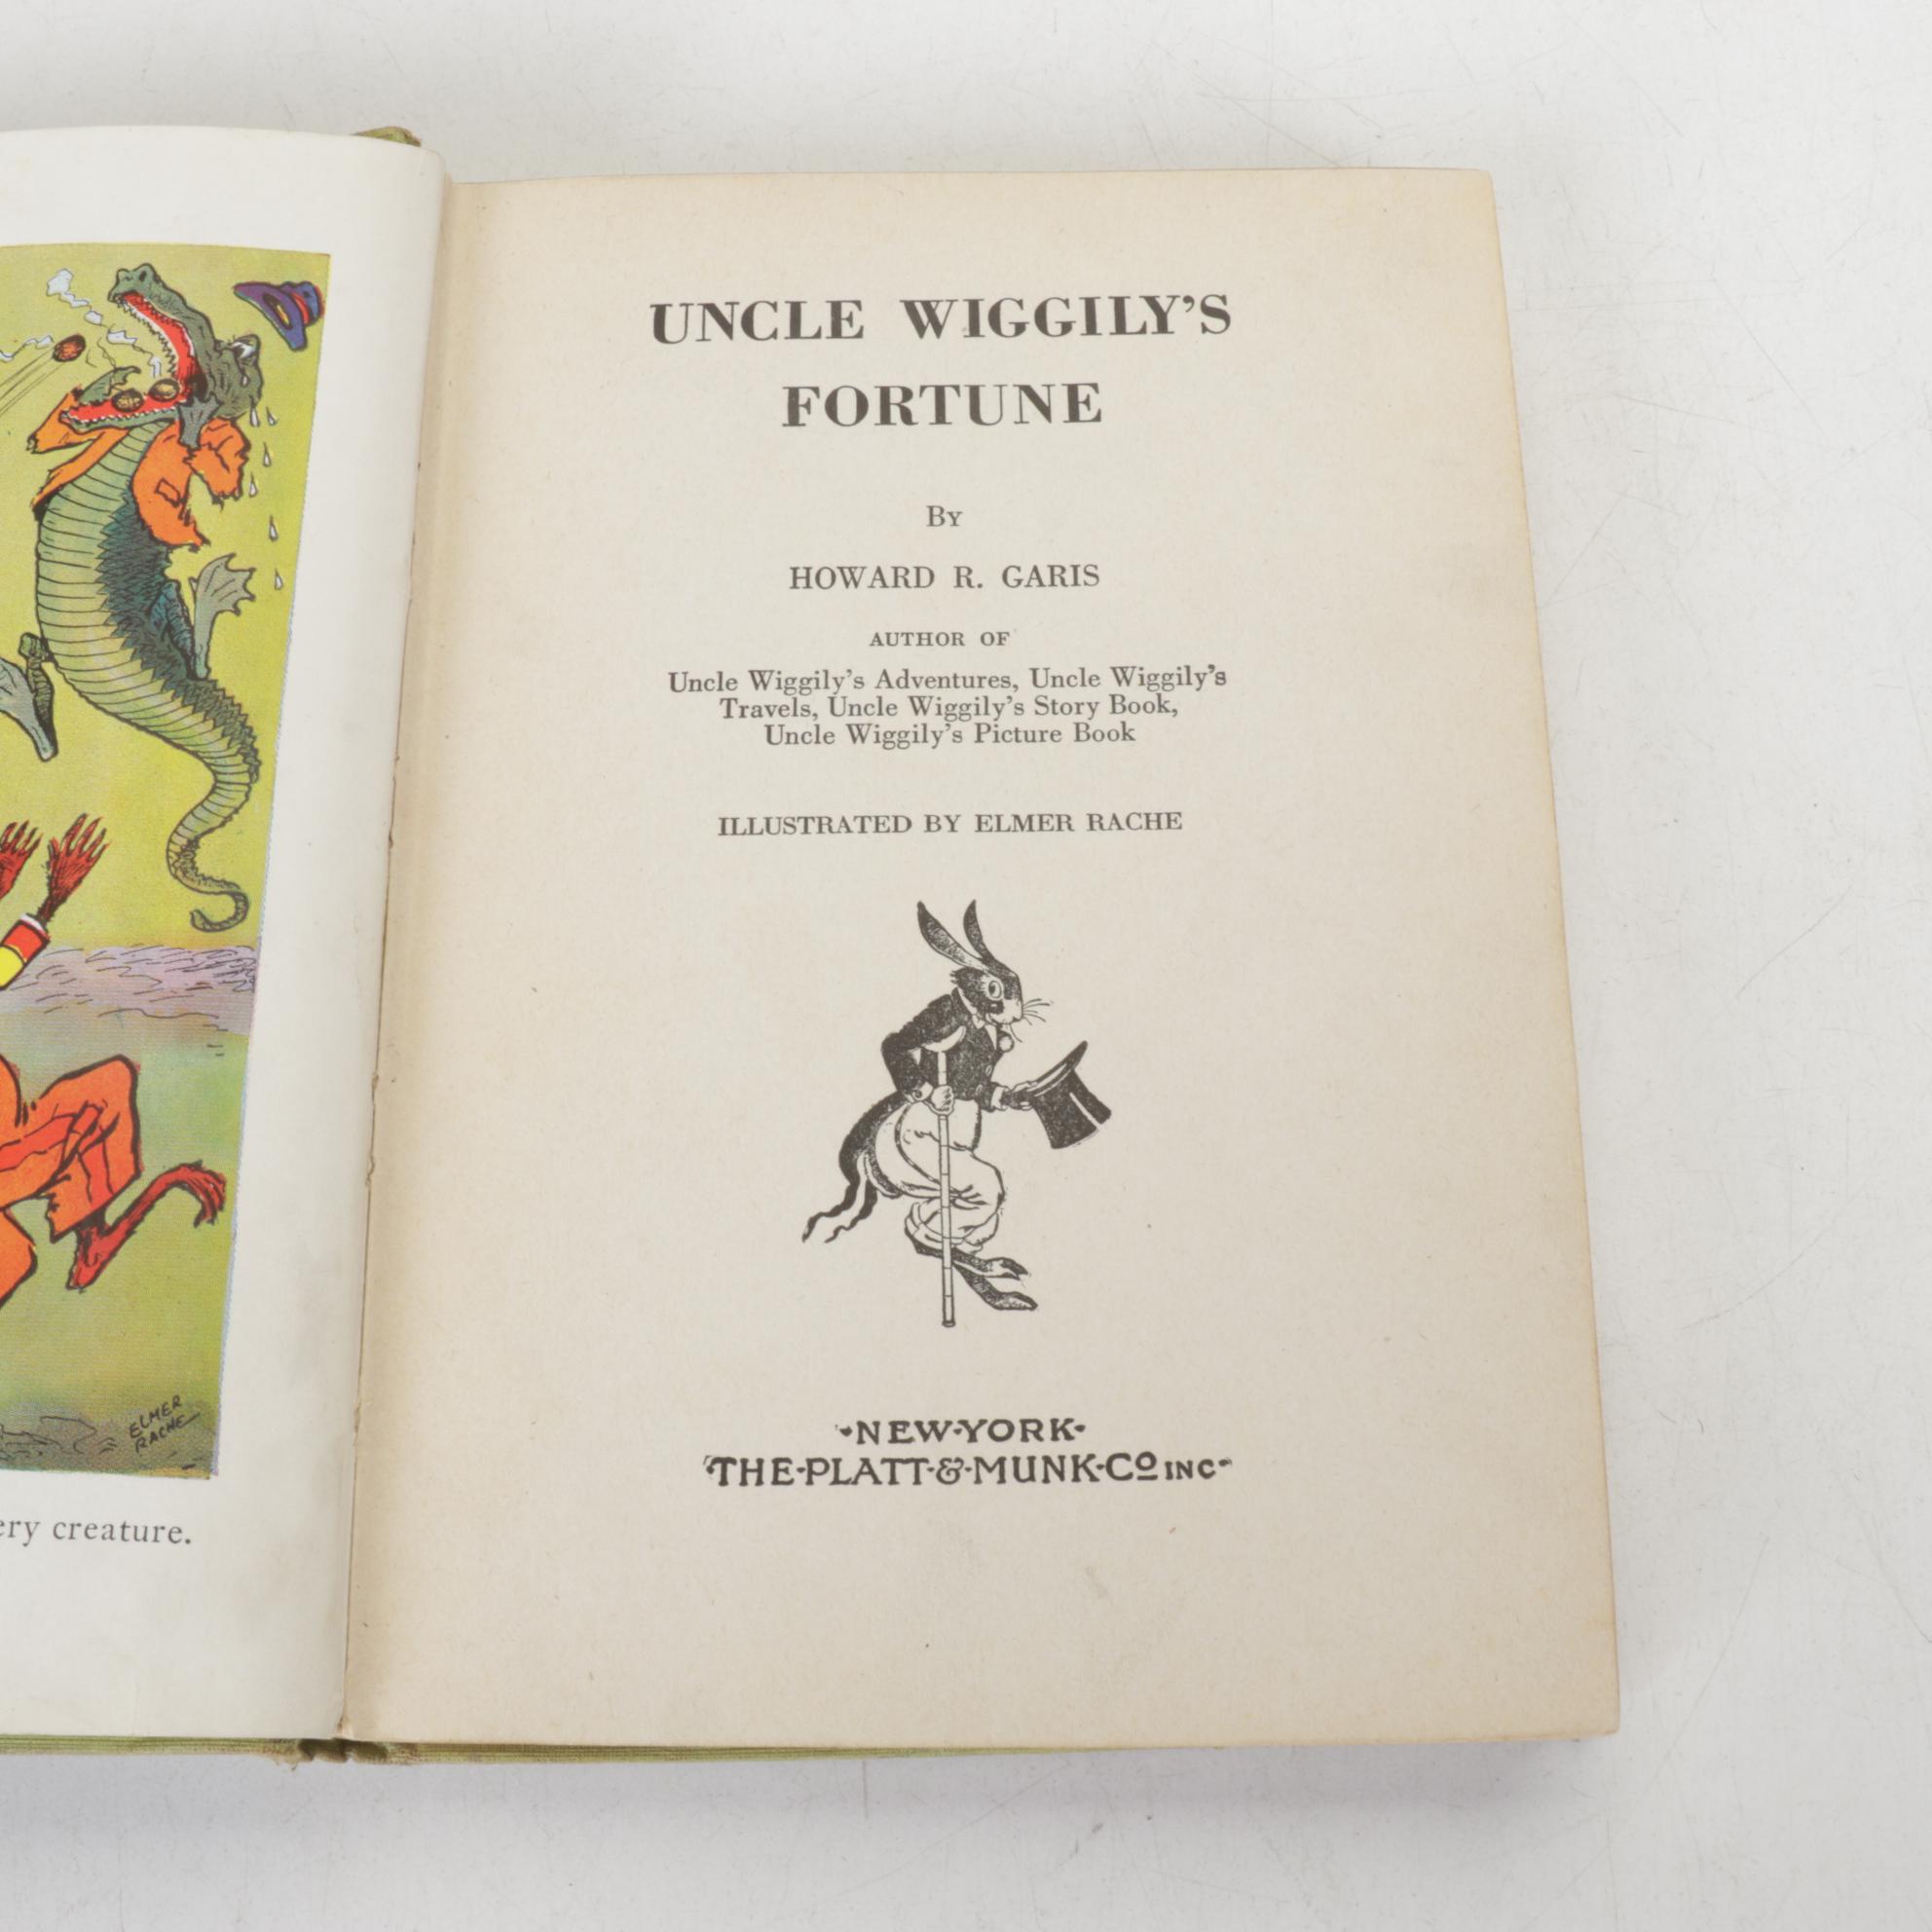 ELMER
RACHE
ery creature.
UNCLE WIGGILY'S
FORTUNE
By
HOWARD R. GARIS
AUTHOR OF
Uncle Wiggily's Adventures, Uncle Wiggily's
Travels, Uncle Wiggily's Story Book,
Uncle Wiggily's Picture Book
ILLUSTRATED BY ELMER RACHE
·NEW·YORK·
·THE·PLATT·&·MUNK·Cº INC·